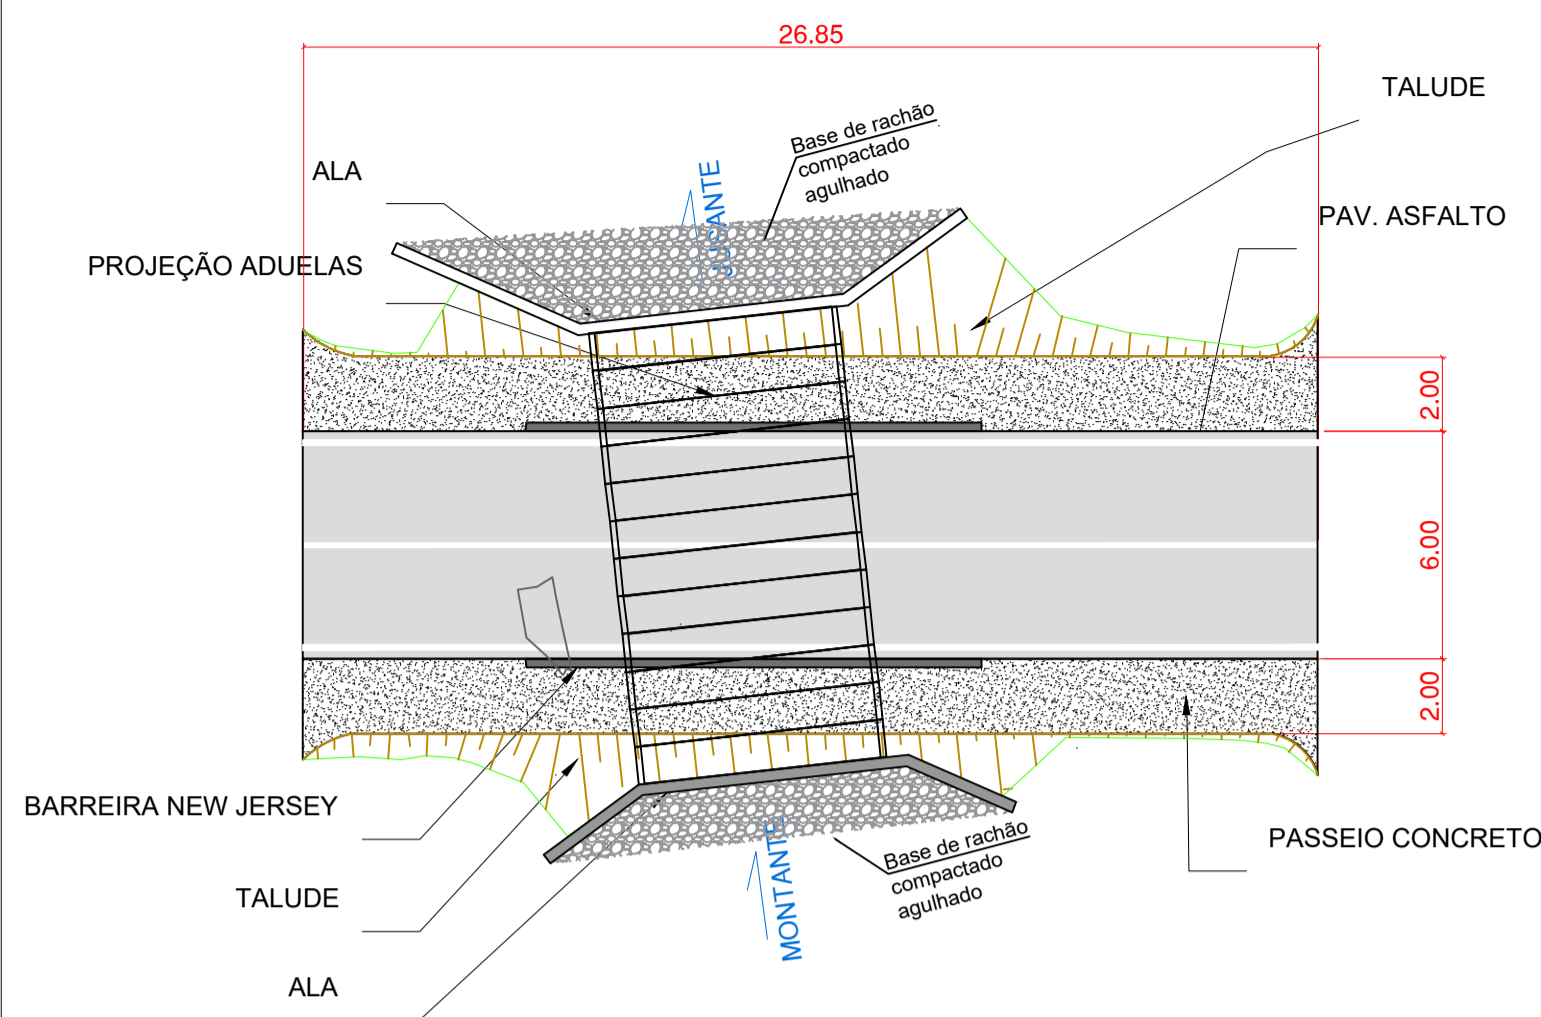 26.85
TALUDE
Base de rachão
compactado
agulhado
ALA
JUSANTE
PAV. ASFALTO
PROJEÇÃO ADUELAS
2.00
6.00
2.00
BARREIRA NEW JERSEY
PASSEIO CONCRETO
Base de rachão
compactado
agulhado
MONTANTE
TALUDE
ALA